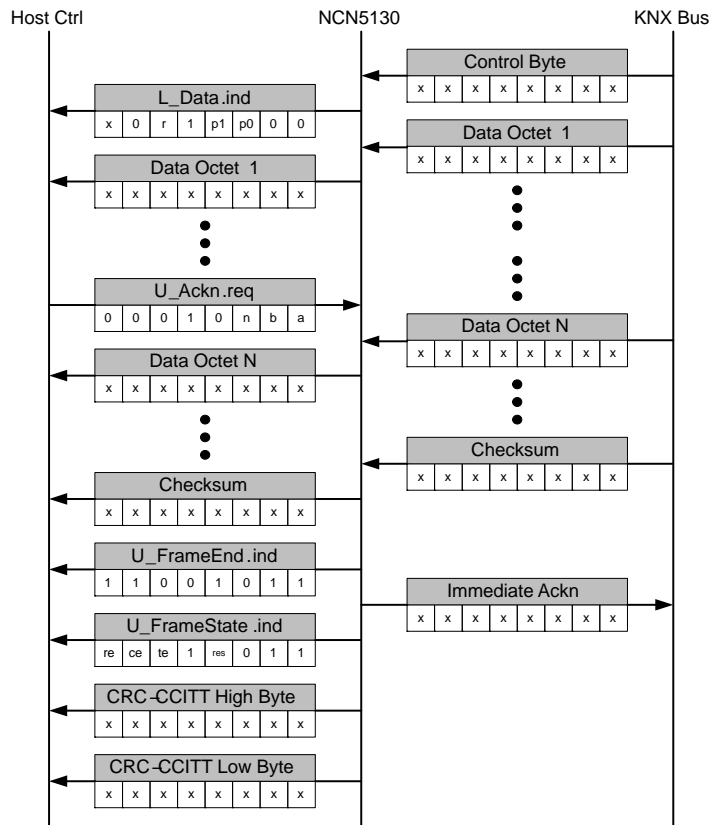 Host Ctrl NCN5130 KNX Bus
Control Byte
x x x x x x x x
L_Data.ind
x 0 r 1 p1 p0 0 0
Data Octet 1
x x x x x x x x
Data Octet 1
x x x x x x x x
U_Ackn.req
0 0 0 1 0 n b a
Data Octet N
x x x x x x x x
Data Octet N
x x x x x x x x
Checksum
x x x x x x x x
Checksum
x x x x x x x x
U_FrameEnd.ind
1 1 0 0 1 0 1 1
Immediate Ackn
x x x x x x x x
U_FrameState.ind
re ce te 1 res 0 1 1
CRC-CCITT High Byte
x x x x x x x x
CRC-CCITT Low Byte
x x x x x x x x